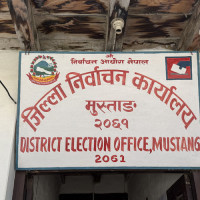 निर्वाचन आयोग नेपाल
जिल्ला निर्वाचन कार्यालय
मुस्ताङ
२०६१
DISTRICT ELECTION OFFICE, MUSTANG
2061